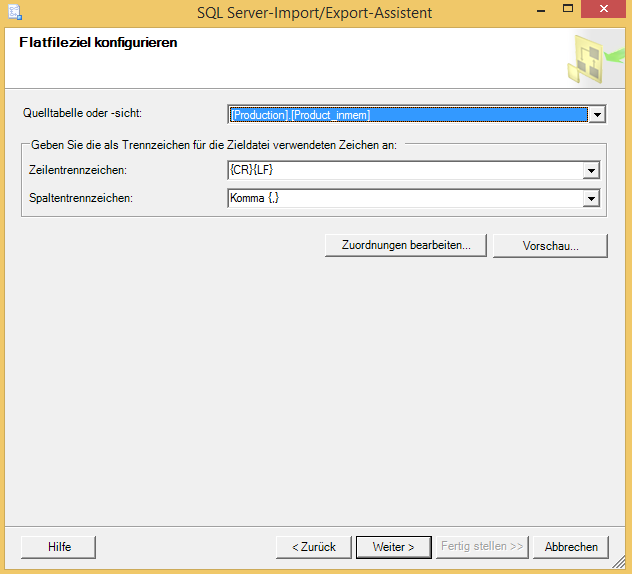 SQL Server-Import/Export-Assistent
Flatfileziel konfigurieren
Quelltabelle oder -sicht:
[Production].[Product_inmem]
Geben Sie die als Trennzeichen für die Zieldatei verwendeten Zeichen an:
Zeilentrennzeichen:
{CR}{LF}
Spaltentrennzeichen:
Komma {,}
Zuordnungen bearbeiten...
Vorschau...
Hilfe
< Zurück
Weiter >
Fertig stellen >>
Abbrechen